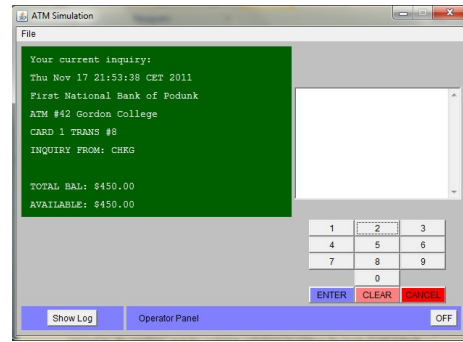 ATM Simulation
File
Your current inquiry:
Thu Nov 17 21:53:38 CET 2011
First National Bank of Podunk
ATM #42 Gordon College
CARD 1 TRANS #8
INQUIRY FROM: CHKG
TOTAL BAL: $450.00
AVAILABLE: $450.00
1 2 3
4 5 6
7 8 9
0
ENTER CLEAR CANCEL
Show Log Operator Panel OFF